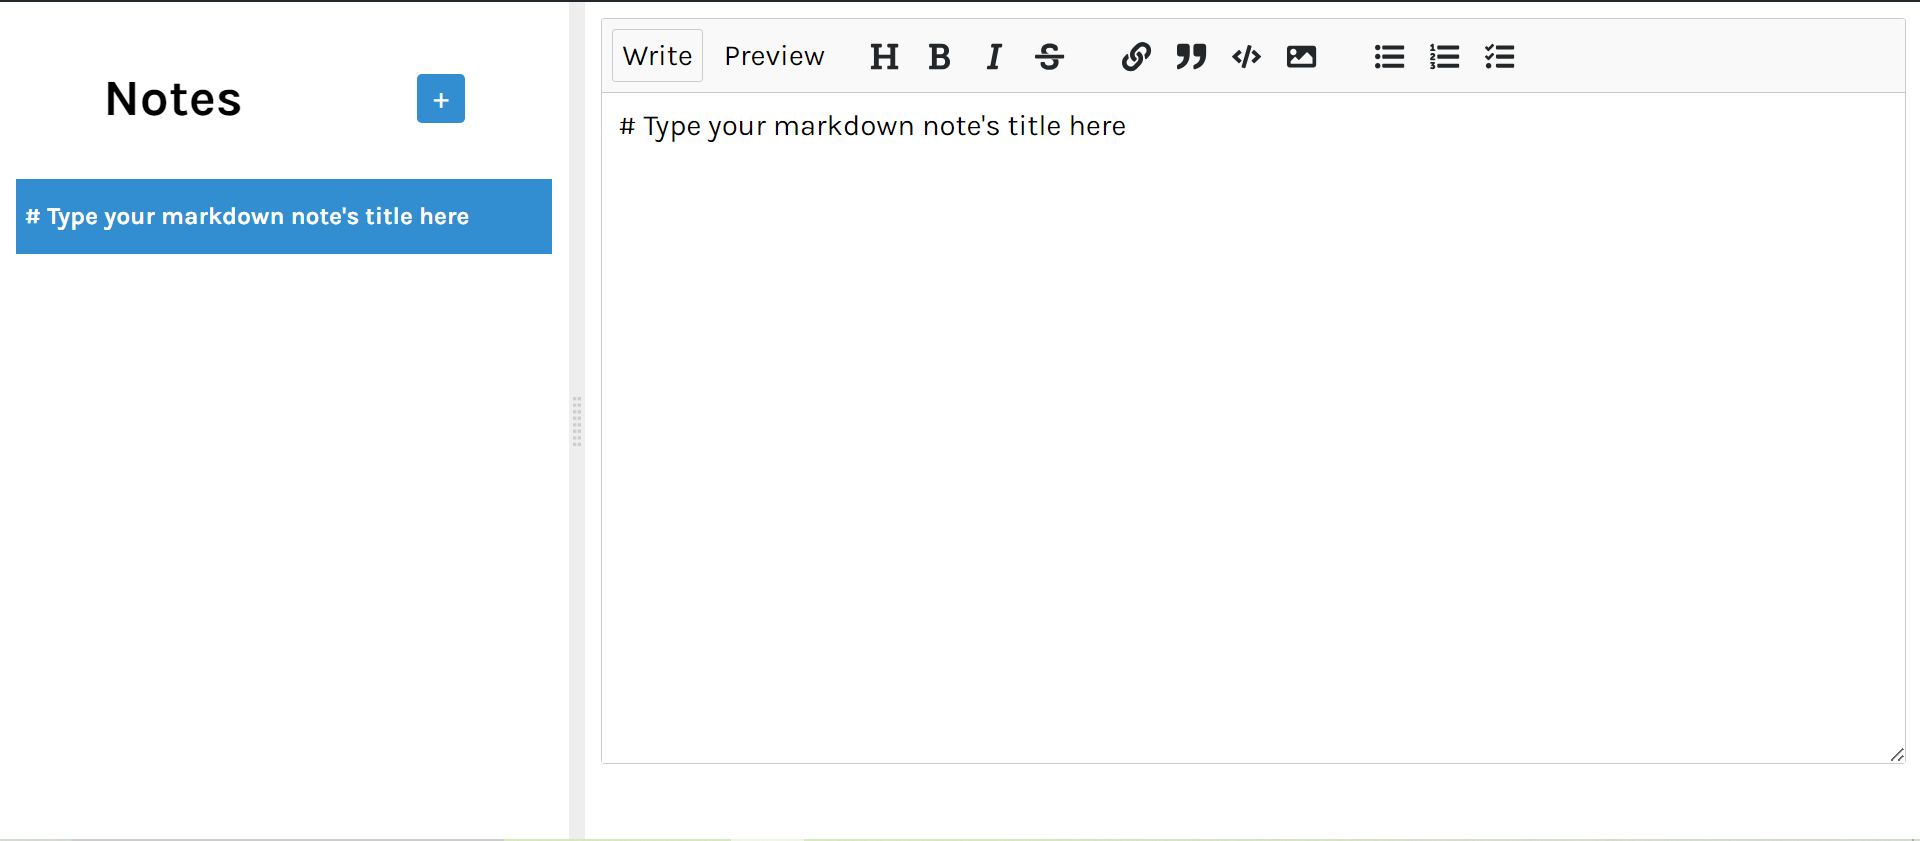 Notes
+
# Type your markdown note's title here
Write Preview H B I S
# Type your markdown note's title here